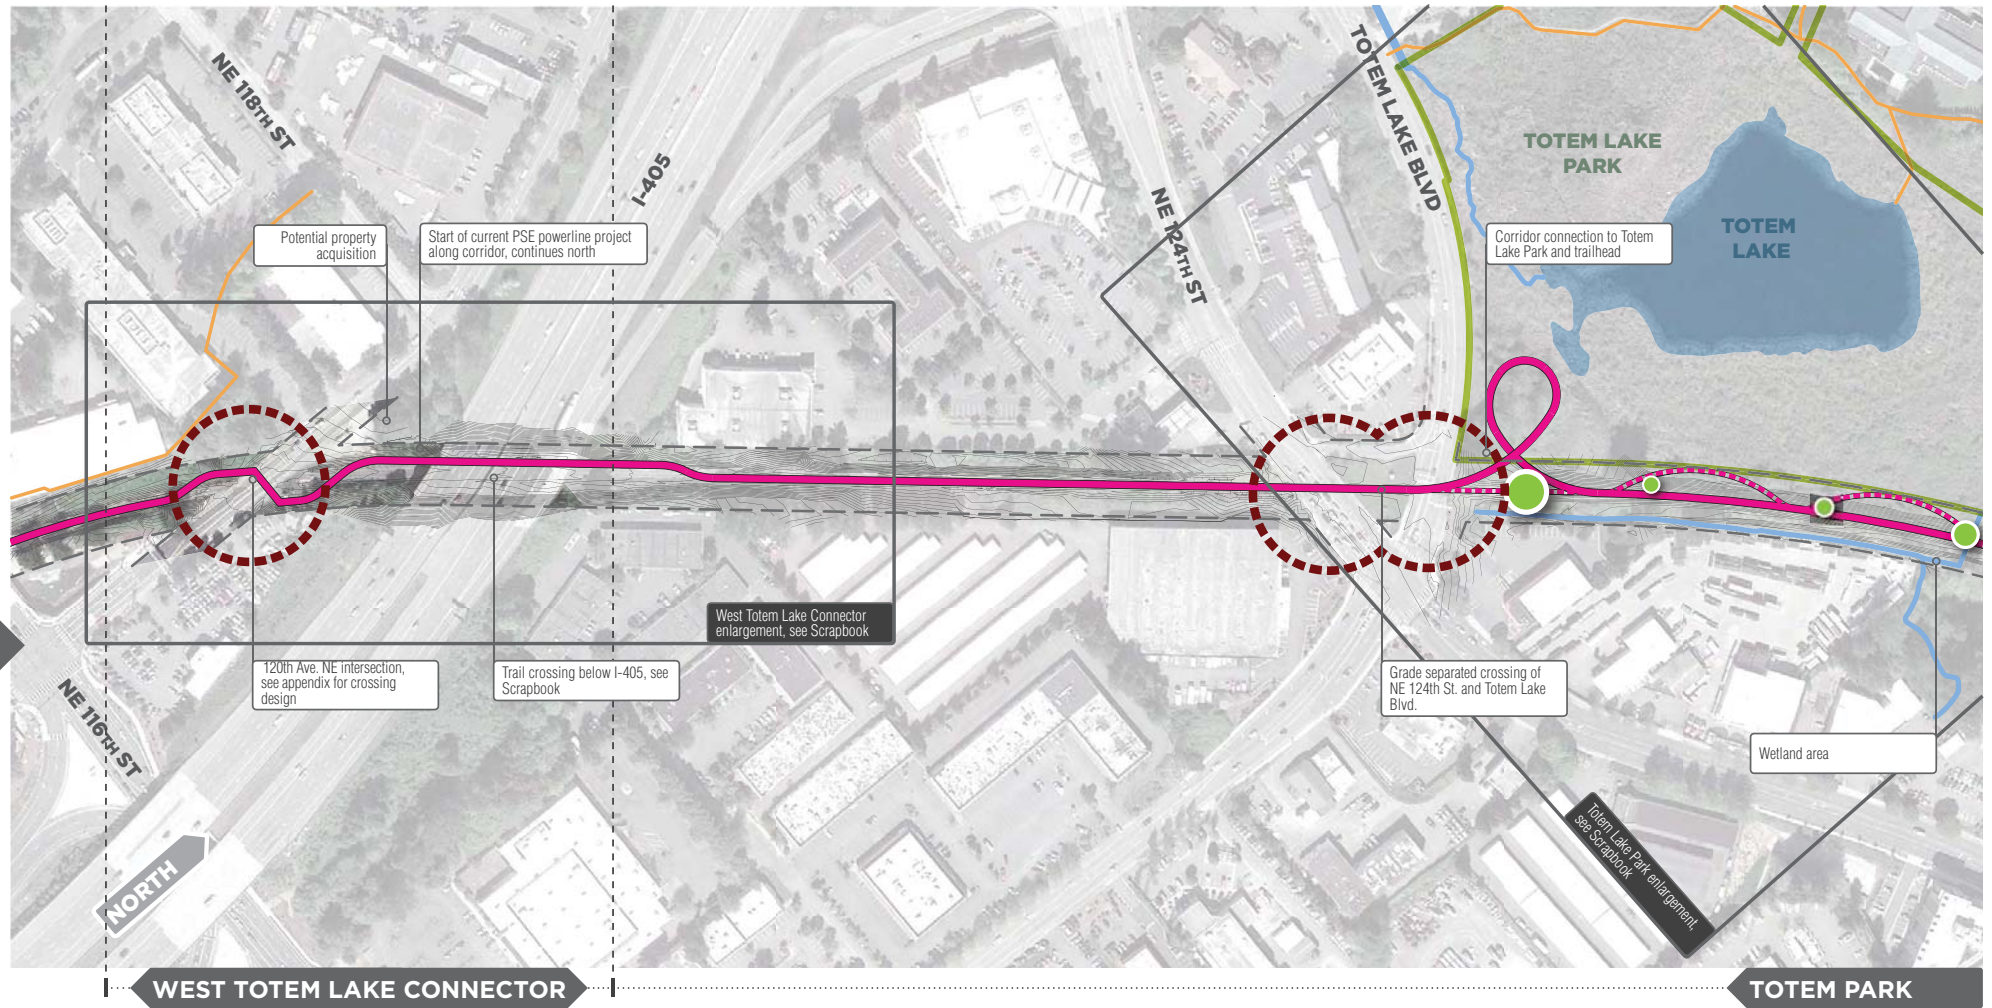 NE 118TH ST
I-405
NE 124TH ST
TOTEM LAKE BLVD
TOTEM LAKE
PARK
TOTEM
LAKE
Potential property
acquisition
Start of current PSE powerline project
along corridor, continues north
Corridor connection to Totem
Lake Park and trailhead
West Totem Lake Connector
enlargement, see Scrapbook
120th Ave. NE intersection,
see appendix for crossing
design
Trail crossing below I-405, see
Scrapbook
Grade separated crossing of
NE 124th St. and Totem Lake
Blvd.
Wetland area
NE 116TH ST
Totem Lake Park enlargement,
see Scrapbook
NORTH
WEST TOTEM LAKE CONNECTOR
TOTEM PARK